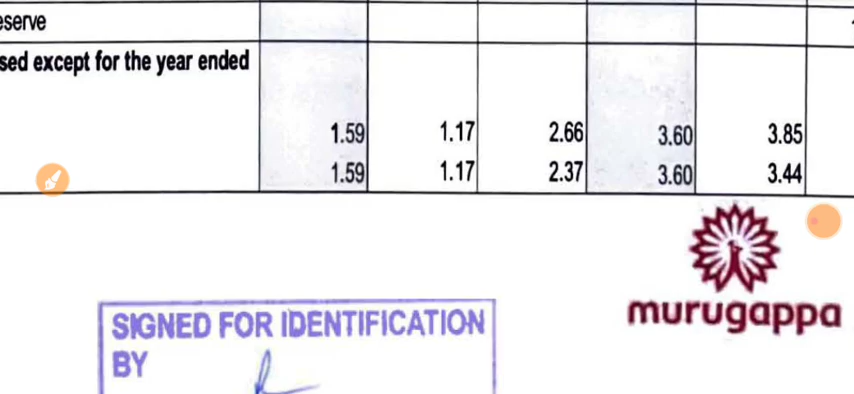 eserve
sed except for the year ended
1.59 1.17 2.66 3.60 3.85
1.59 1.17 2.37 3.60 3.44
murugappa
SIGNED FOR IDENTIFICATION
BY